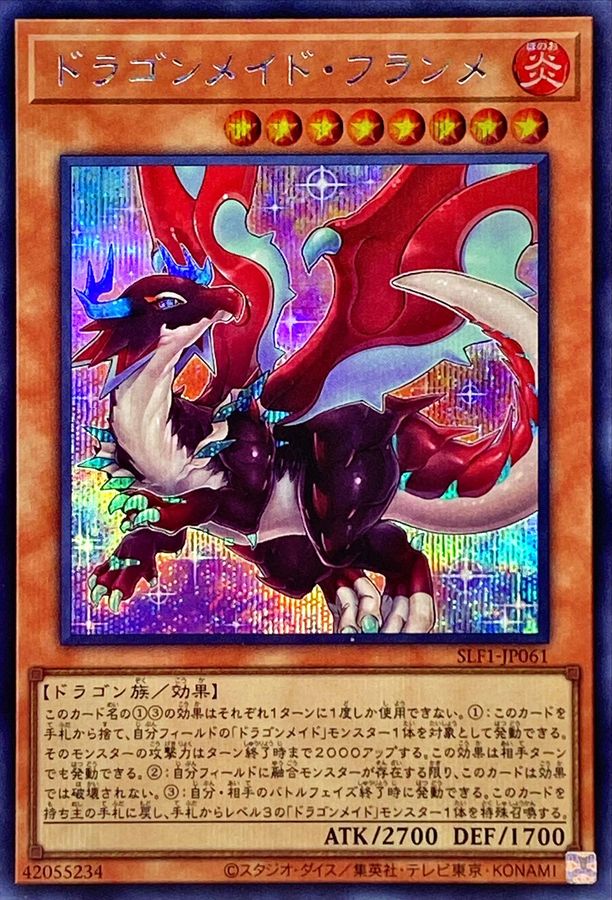 ドラゴンメイド・フランメ
ほのお
炎
SLF1-JP061
【ドラゴン族／効果】
このカード名の①③の効果はそれぞれ1ターンに1度しか使用できない。①：このカードを
手札から捨て、自分フィールドの「ドラゴンメイド」モンスター1体を対象として発動できる。
そのモンスターの攻撃力はターン終了時まで2000アップする。この効果は相手ターン
でも発動できる。②：自分フィールドに融合モンスターが存在する限り、このカードは効果
では破壊されない。③：自分・相手のバトルフェイズ終了時に発動できる。このカードを
持ち主の手札に戻し、手札からレベル3の「ドラゴンメイド」モンスター1体を特殊召喚する。
ATK/2700 DEF/1700
42055234
©スタジオ・ダイス／集英社・テレビ東京・KONAMI